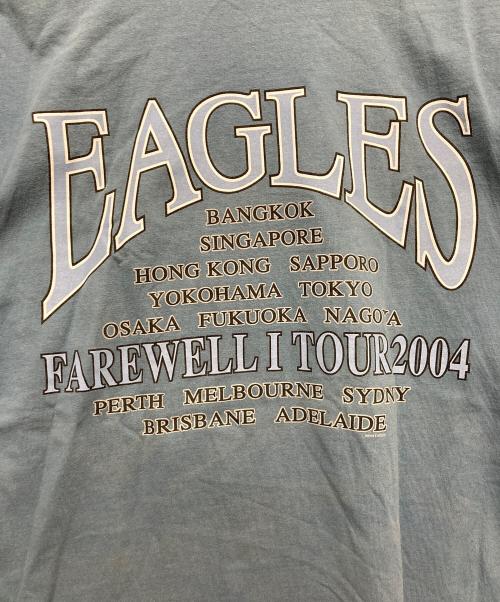 EAGLES
BANGKOK
SINGAPORE
HONG KONG SAPPORO
YOKOHAMA TOKYO
OSAKA FUKUOKA NAGOYA
FAREWELL I TOUR2004
PERTH MELBOURNE SYDNY
BRISBANE ADELAIDE